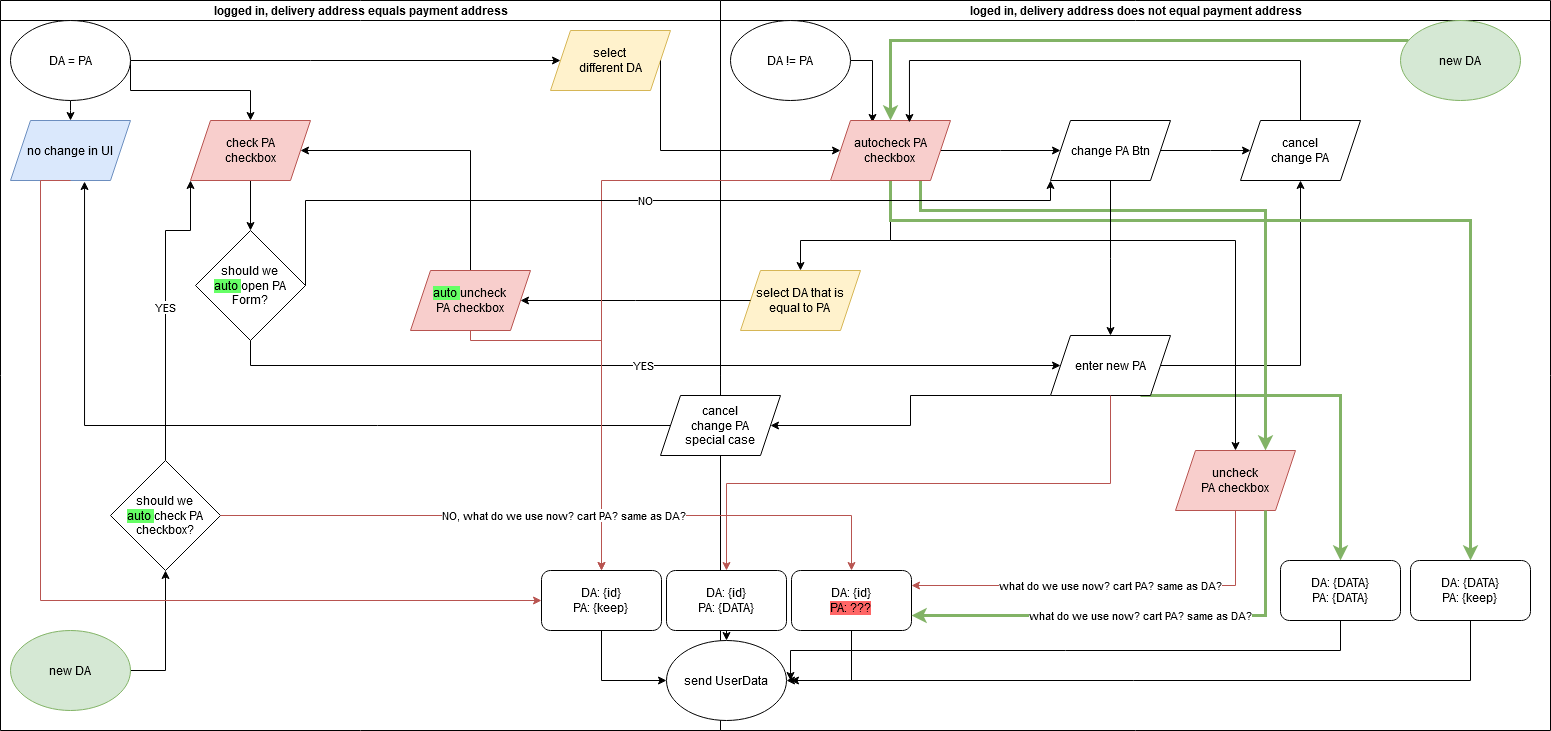 logged in, delivery address equals payment address
loged in, delivery address does not equal payment address
DA = PA
select
different DA
DA != PA
new DA
no change in UI
check PA
checkbox
autocheck PA
checkbox
change PA Btn
cancel
change PA
NO
should we
auto open PA
Form?
auto uncheck
PA checkbox
select DA that is
equal to PA
YES
YES
enter new PA
cancel
change PA
special case
uncheck
PA checkbox
should we
auto check PA
checkbox?
NO, what do we use now? cart PA? same as DA?
what do we use now? cart PA? same as DA?
what do we use now? cart PA? same as DA?
DA: {id}
PA: {keep}
DA: {id}
PA: {DATA}
DA: {id}
PA: ???
DA: {DATA}
PA: {DATA}
DA: {DATA}
PA: {keep}
new DA
send UserData